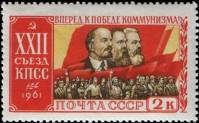 ВПЕРЕД К ПОБЕДЕ КОММУНИЗМА
XXII
СЪЕЗД
КПСС
1961
ПОЧТА СССР
2К